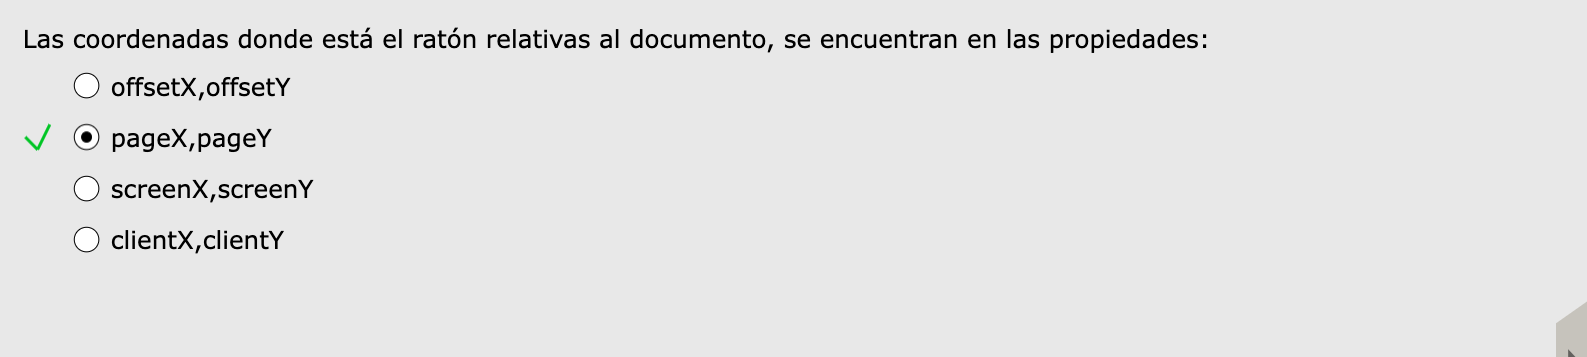 Las coordenadas donde está el ratón relativas al documento, se encuentran en las propiedades:
offsetX,offsetY
pageX,pageY
screenX,screenY
clientX,clientY